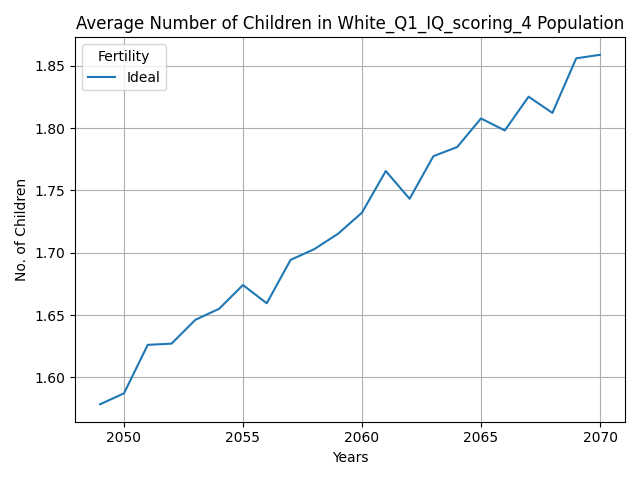 Average Number of Children in White_Q1_IQ_scoring_4 Population
Fertility
Ideal
No. of Children
1.85
1.80
1.75
1.70
1.65
1.60
2050 2055 2060 2065 2070
Years